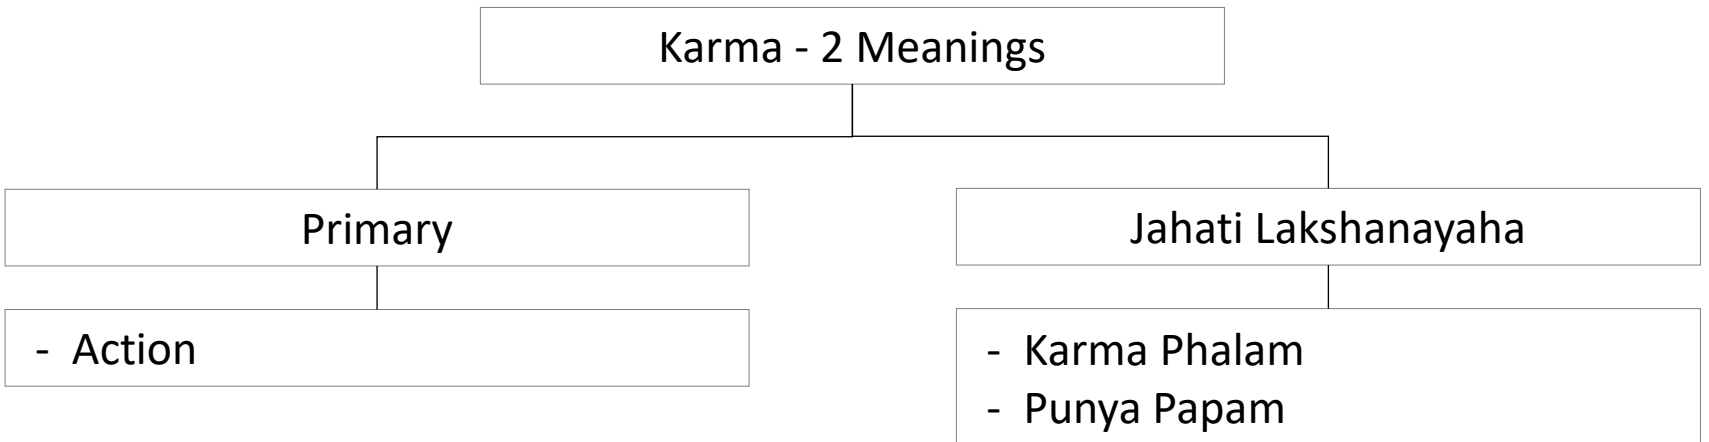 Karma - 2 Meanings
Primary
Jahati Lakshanayaha
- Action
- Karma Phalam
- Punya Papam